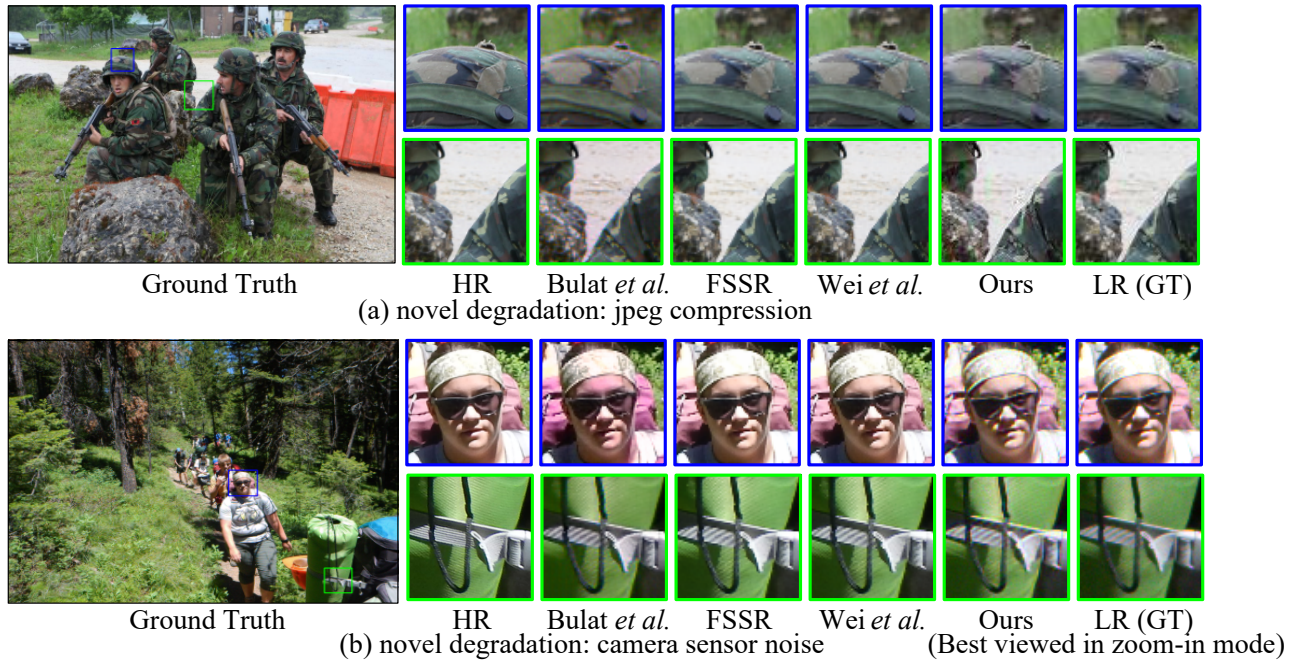 Ground Truth HR Bulat et al. FSSR Wei et al. Ours LR (GT)
(a) novel degradation: jpeg compression
Ground Truth HR Bulat et al. FSSR Wei et al. Ours LR (GT)
(b) novel degradation: camera sensor noise (Best viewed in zoom-in mode)